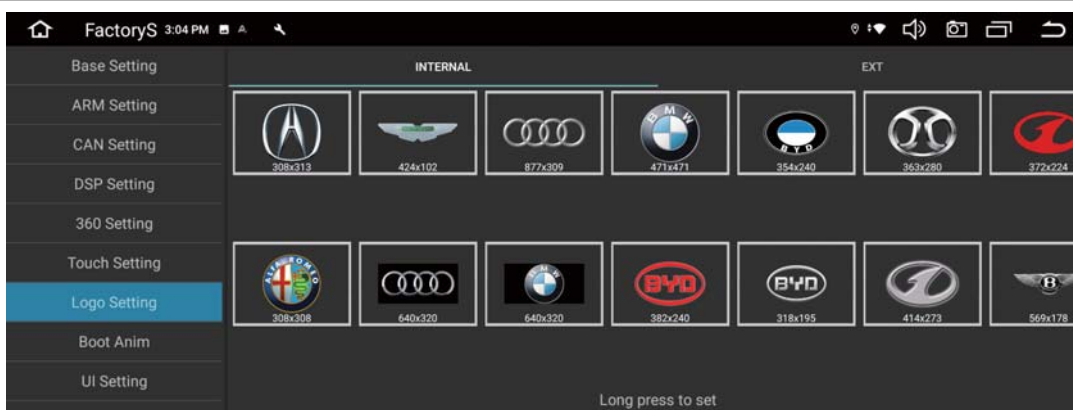 FactoryS 3:04 PM
Base Setting
ARM Setting
CAN Setting
DSP Setting
360 Setting
Touch Setting
Logo Setting
Boot Anim
UI Setting
INTERNAL EXT
BMW
BYD
308x313 424x102 877x309 471x471 354x240 363x280 372x224
ALFA ROMEO
BMW
BYD
BYD
B
308x308 640x320 640x320 382x240 318x195 414x273 569x178
Long press to set